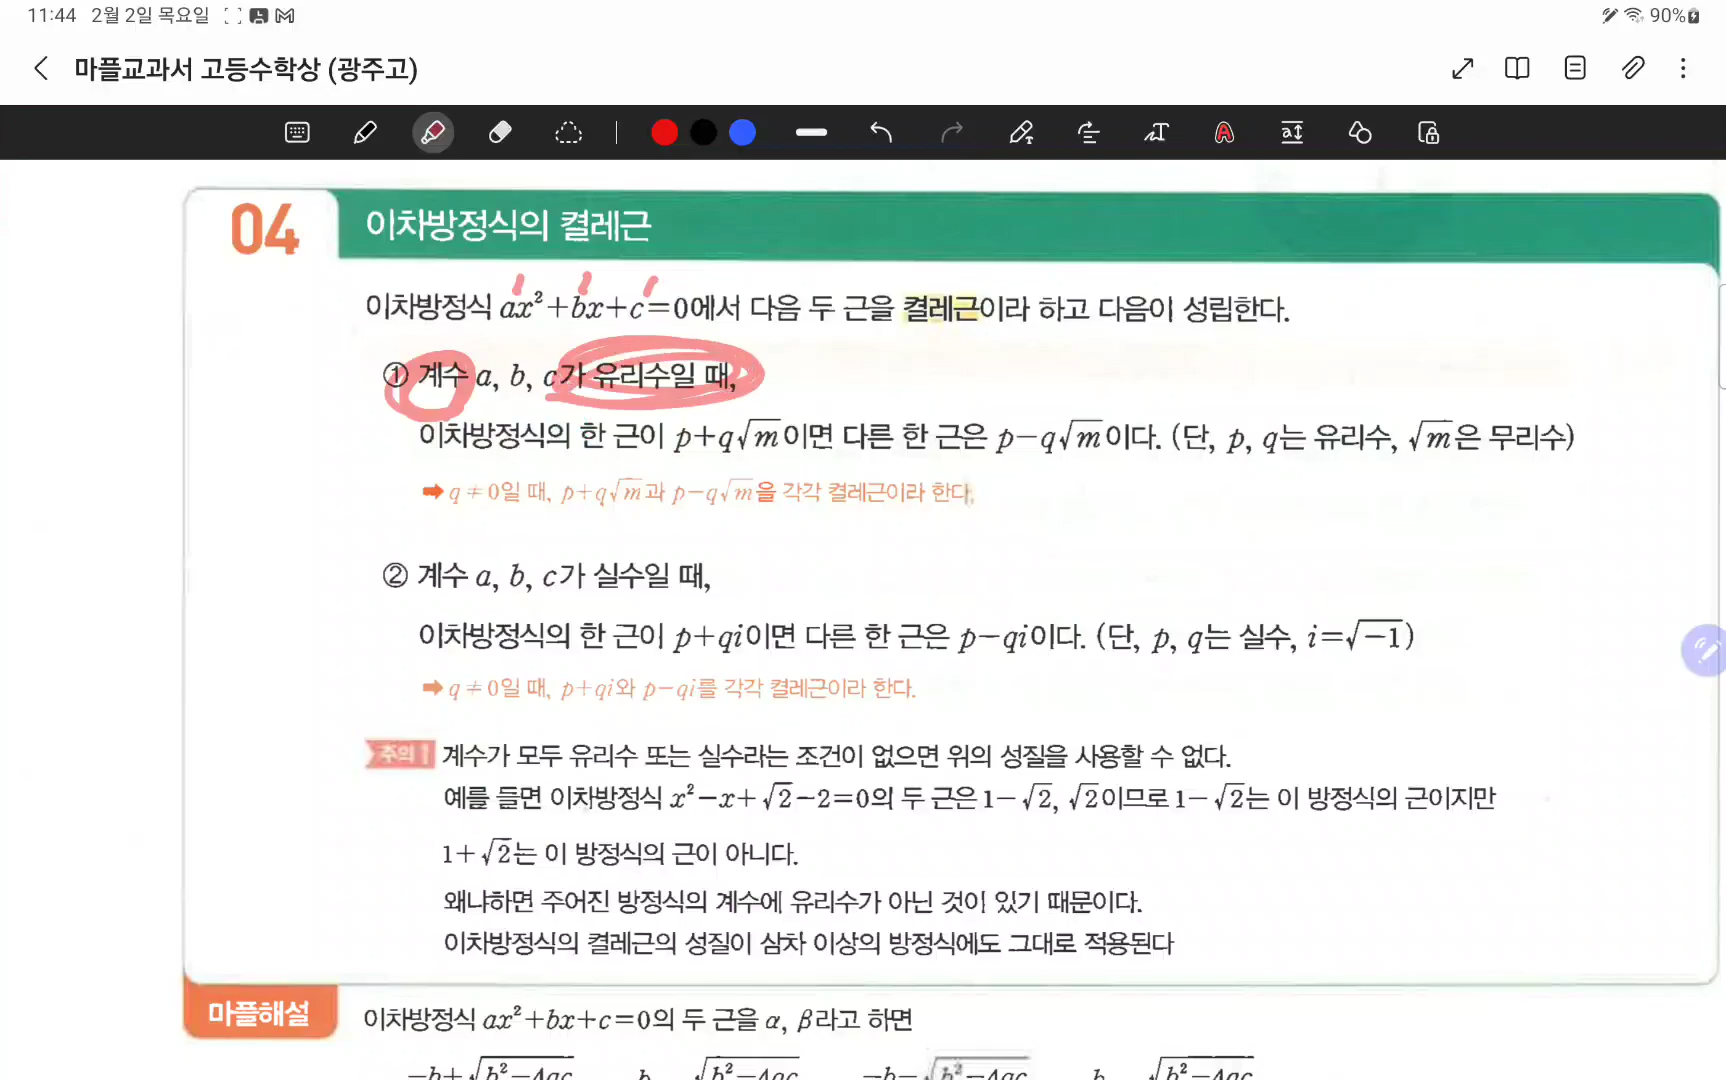 11:44 2월 2일 목요일
90%
마플교과서 고등수학상 (광주고)
04 이차방정식의 켤레근
이차방정식 ax²+bx+c=0에서 다음 두 근을 켤레근이라 하고 다음이 성립한다.
① 계수 a, b, c가 유리수일 때,
이차방정식의 한 근이 p+q√m이면 다른 한 근은 p−q√m이다. (단, p, q는 유리수, √m은 무리수)
➡ q≠0일 때, p+q√m과 p−q√m을 각각 켤레근이라 한다.
② 계수 a, b, c가 실수일 때,
이차방정식의 한 근이 p+qi이면 다른 한 근은 p−qi이다. (단, p, q는 실수, i=√−1)
➡ q≠0일 때, p+qi와 p−qi를 각각 켤레근이라 한다.
주의 1 계수가 모두 유리수 또는 실수라는 조건이 없으면 위의 성질을 사용할 수 없다.
예를 들면 이차방정식 x²−x+√2−2=0의 두 근은 1−√2, √2이므로 1−√2는 이 방정식의 근이지만
1+√2는 이 방정식의 근이 아니다.
왜냐하면 주어진 방정식의 계수에 유리수가 아닌 것이 있기 때문이다.
이차방정식의 켤레근의 성질이 삼차 이상의 방정식에도 그대로 적용된다
마플해설 이차방정식 ax²+bx+c=0의 두 근을 α, β라고 하면
−b+√b²−4ac b √b²−4ac −b−√b²−4ac b √b²−4ac